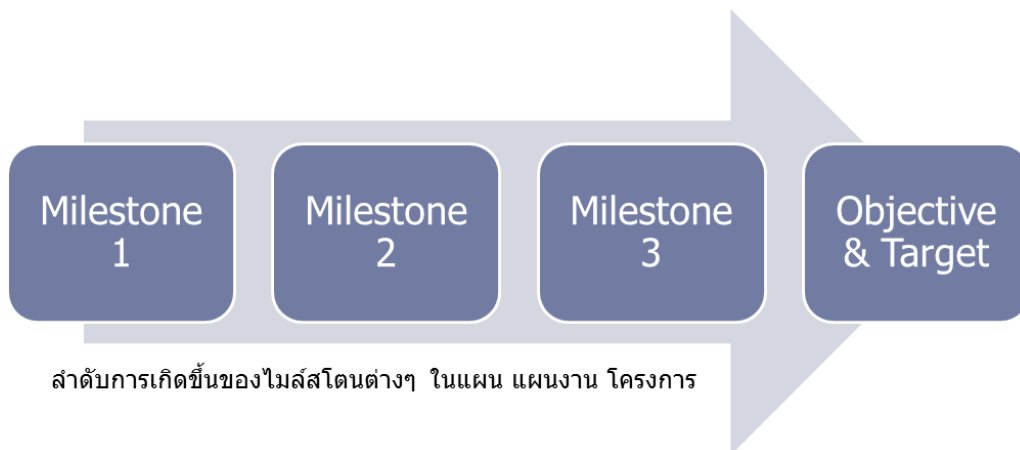 Milestone
1
Milestone
2
Milestone
3
Objective
& Target
ลำดับการเกิดขึ้นของไมล์สโตนต่างๆ ในแผน แผนงาน โครงการ